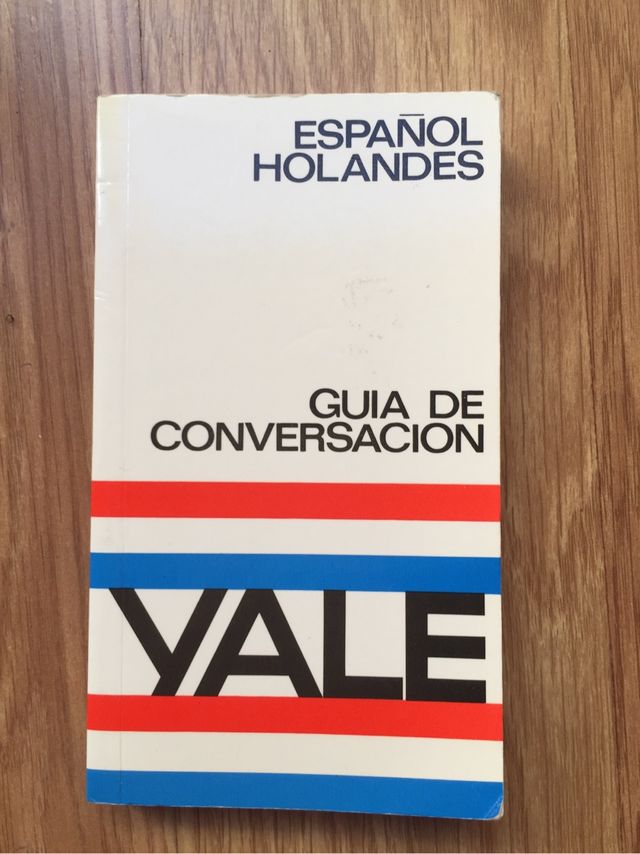 ESPAÑOL
HOLANDES
GUIA DE
CONVERSACION
YALE